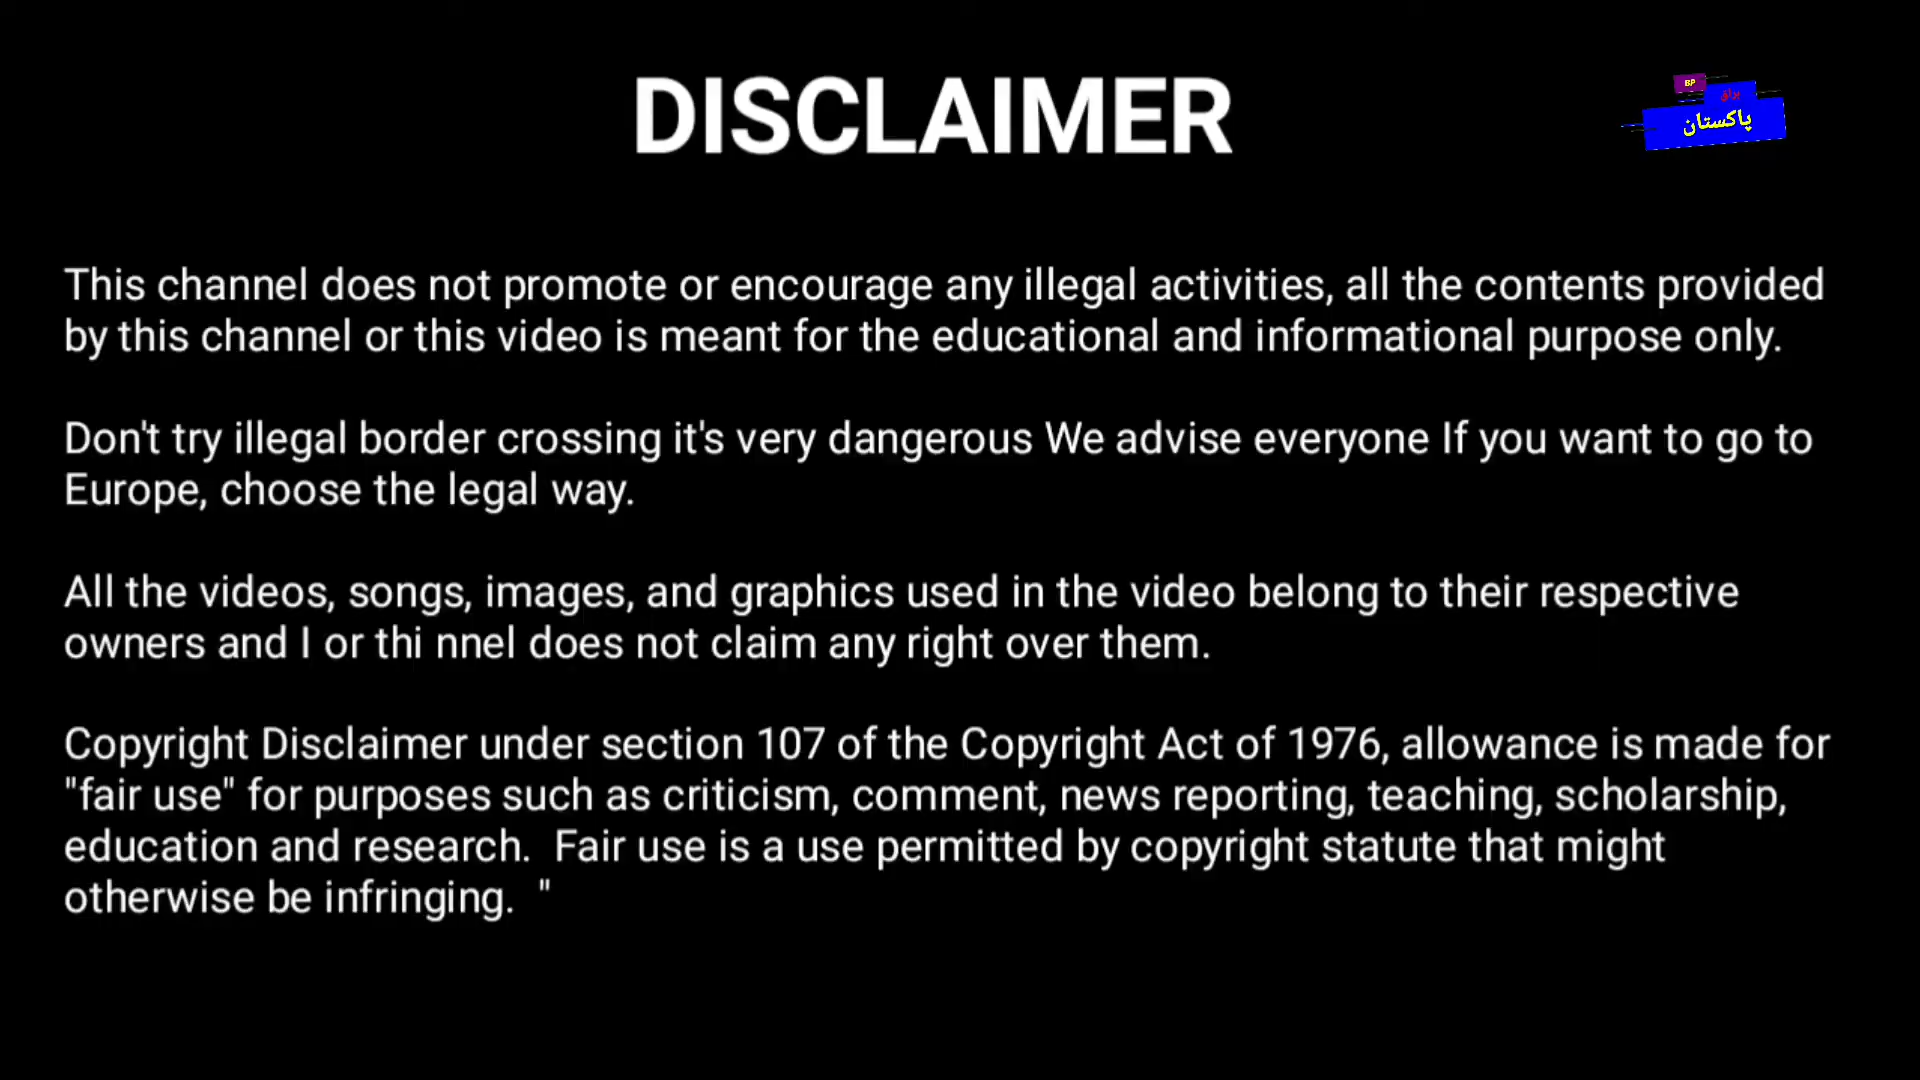 DISCLAIMER
BP
براق
پاکستان
This channel does not promote or encourage any illegal activities, all the contents provided
by this channel or this video is meant for the educational and informational purpose only.
Don't try illegal border crossing it's very dangerous We advise everyone If you want to go to
Europe, choose the legal way.
All the videos, songs, images, and graphics used in the video belong to their respective
owners and I or thi nnel does not claim any right over them.
Copyright Disclaimer under section 107 of the Copyright Act of 1976, allowance is made for
"fair use" for purposes such as criticism, comment, news reporting, teaching, scholarship,
education and research.  Fair use is a use permitted by copyright statute that might
otherwise be infringing.  "